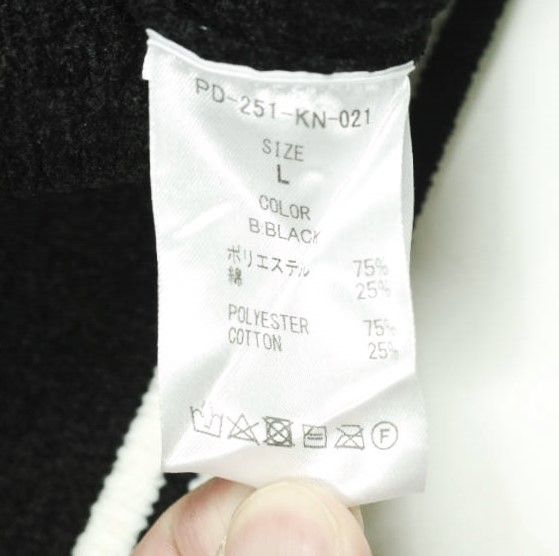 PD-251-KN-021
SIZE
L
COLOR
B.BLACK
ポリエステル 75%
綿 25%
POLYESTER 75%
COTTON 25%
F